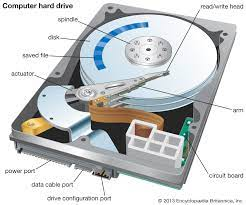 Computer hard drive
read/write head
spindle
disk
saved file
actuator
arm
power port
data cable port
drive configuration port
circuit board
© 2013 Encyclopædia Britannica, Inc.